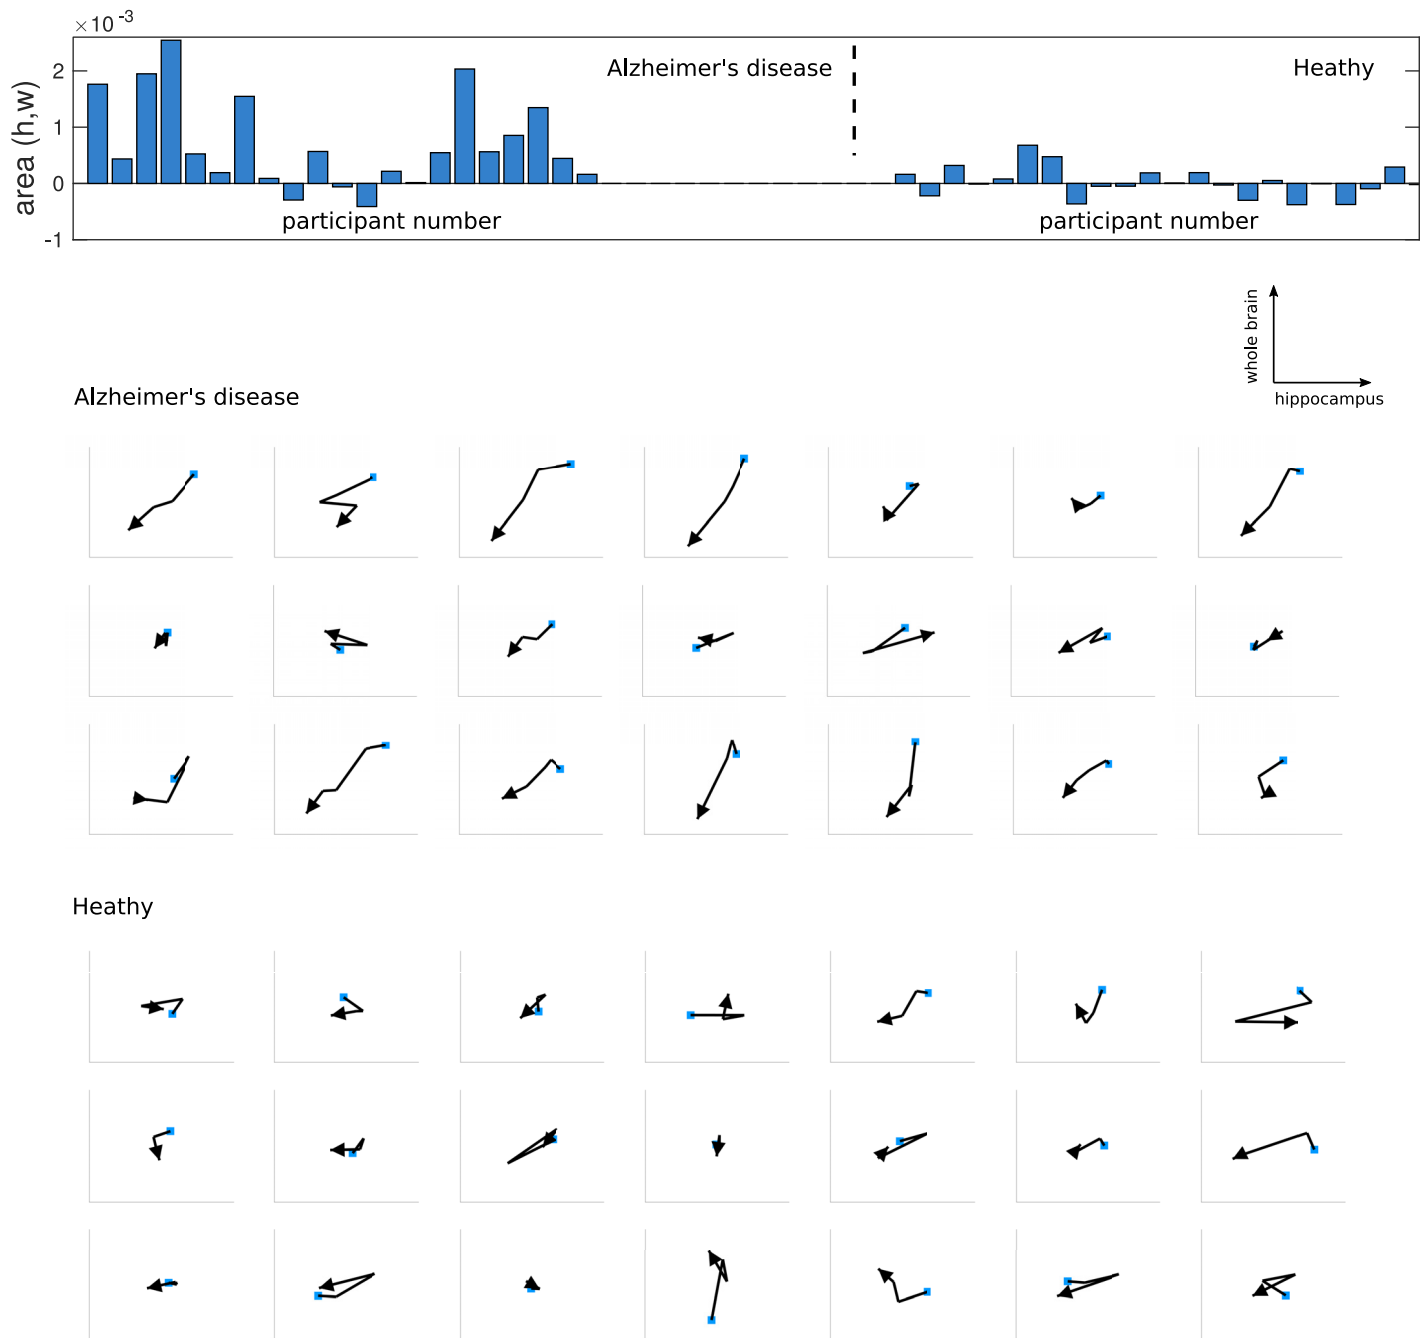 ×10⁻³
Alzheimer's disease
Heathy
area (h,w)
2
1
0
-1
participant number
participant number
whole brain
hippocampus
Alzheimer's disease
Heathy